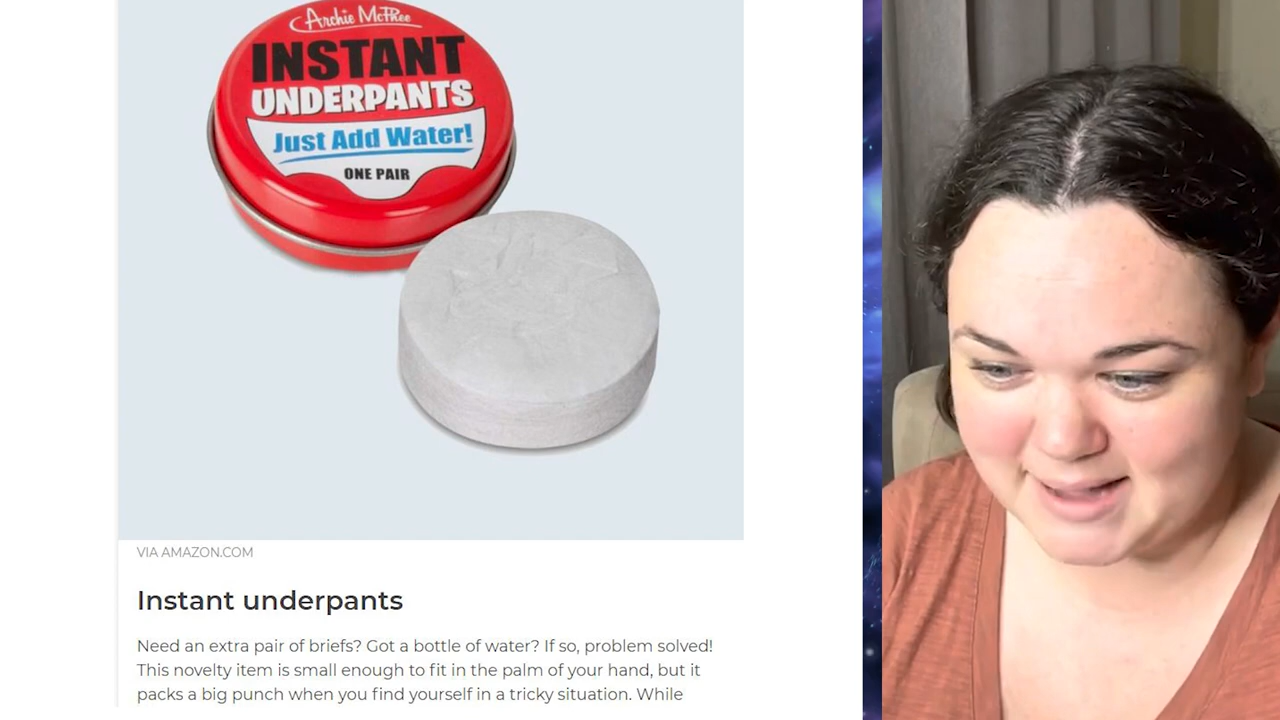 Archie McPhee
INSTANT
UNDERPANTS
Just Add Water!
ONE PAIR
VIA AMAZON.COM
Instant underpants
Need an extra pair of briefs? Got a bottle of water? If so, problem solved!
This novelty item is small enough to fit in the palm of your hand, but it
packs a big punch when you find yourself in a tricky situation. While